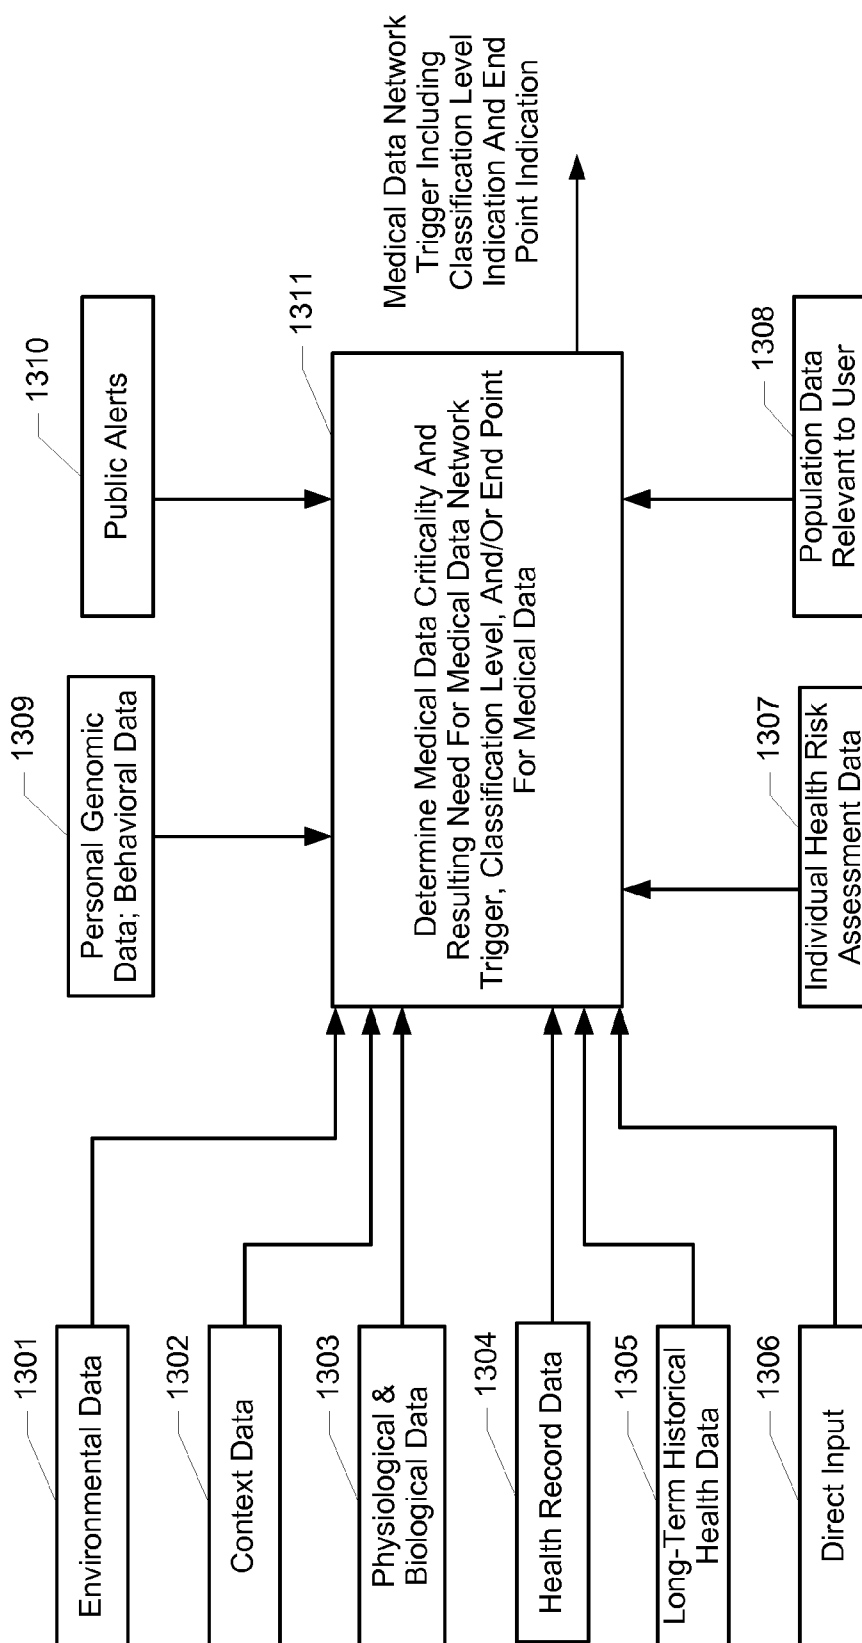 1301
Environmental Data
1302
Context Data
1303
Physiological &
Biological Data
1304
Health Record Data
1305
Long-Term Historical
Health Data
1306
Direct Input
1309
Personal Genomic
Data; Behavioral Data
1310
Public Alerts
1311
Determine Medical Data Criticality And
Resulting Need For Medical Data Network
Trigger, Classification Level, And/Or End Point
For Medical Data
1307
Individual Health Risk
Assessment Data
1308
Population Data
Relevant to User
Medical Data Network
Trigger Including
Classification Level
Indication And End
Point Indication